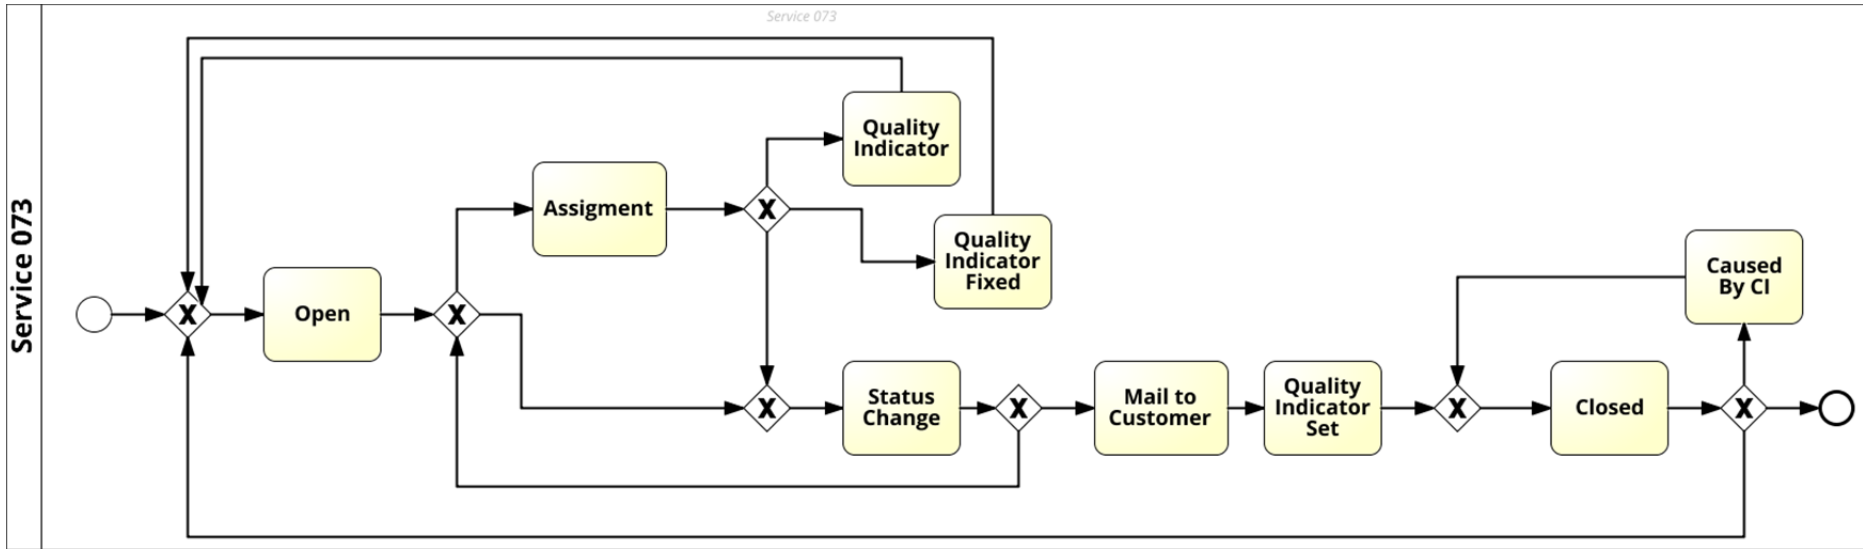 Service 073
Service 073
Quality
Indicator
Assigment
Quality
Indicator
Fixed
Caused
By CI
Open
Status
Change
Mail to
Customer
Quality
Indicator
Set
Closed
X
X
X
X
X
X
X